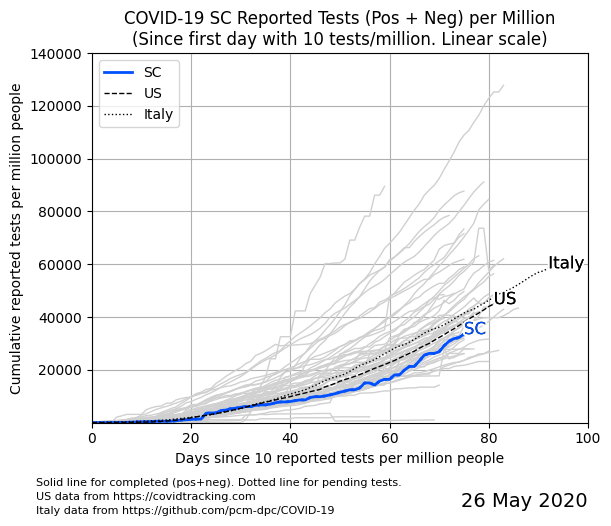 COVID-19 SC Reported Tests (Pos + Neg) per Million
(Since first day with 10 tests/million. Linear scale)
Cumulative reported tests per million people
140000
120000
100000
80000
60000
40000
20000
SC
US
Italy
Italy
US
SC
0 20 40 60 80 100
Days since 10 reported tests per million people
Solid line for completed (pos+neg). Dotted line for pending tests.
US data from https://covidtracking.com
Italy data from https://github.com/pcm-dpc/COVID-19
26 May 2020